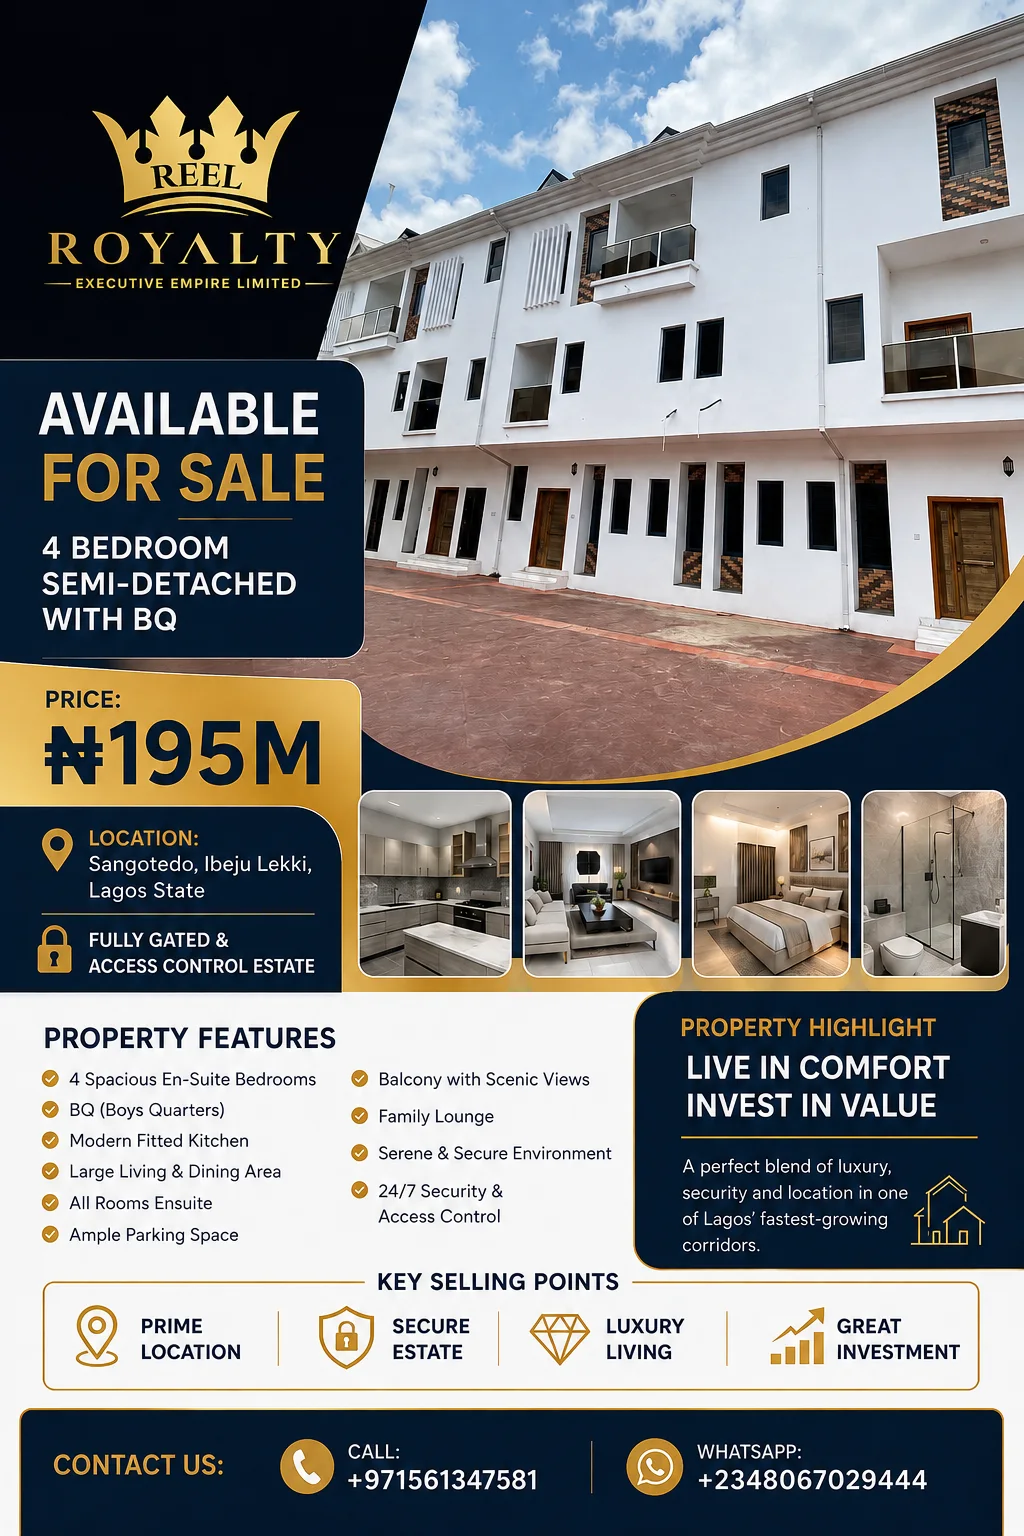 REEL
ROYALTY
EXECUTIVE EMPIRE LIMITED
AVAILABLE
FOR SALE
4 BEDROOM
SEMI-DETACHED
WITH BQ
PRICE:
₦195M
LOCATION:
Sangotedo, Ibeju Lekki,
Lagos State
FULLY GATED &
ACCESS CONTROL ESTATE
PROPERTY FEATURES
4 Spacious En-Suite Bedrooms
BQ (Boys Quarters)
Modern Fitted Kitchen
Large Living & Dining Area
All Rooms Ensuite
Ample Parking Space
Balcony with Scenic Views
Family Lounge
Serene & Secure Environment
24/7 Security &
Access Control
PROPERTY HIGHLIGHT
LIVE IN COMFORT
INVEST IN VALUE
A perfect blend of luxury,
security and location in one
of Lagos' fastest-growing
corridors.
KEY SELLING POINTS
PRIME
LOCATION
SECURE
ESTATE
LUXURY
LIVING
GREAT
INVESTMENT
CONTACT US:
CALL:
+971561347581
WHATSAPP:
+2348067029444